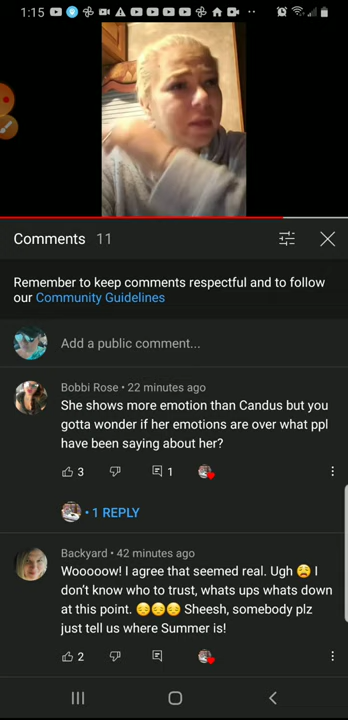 1:15
Comments 11
Remember to keep comments respectful and to follow
our Community Guidelines
Add a public comment...
Bobbi Rose • 22 minutes ago
She shows more emotion than Candus but you
gotta wonder if her emotions are over what ppl
have been saying about her?
3 1
• 1 REPLY
Backyard • 42 minutes ago
Wooooow! I agree that seemed real. Ugh 😧 I
don't know who to trust, whats ups whats down
at this point. 😔😔😔 Sheesh, somebody plz
just tell us where Summer is!
2